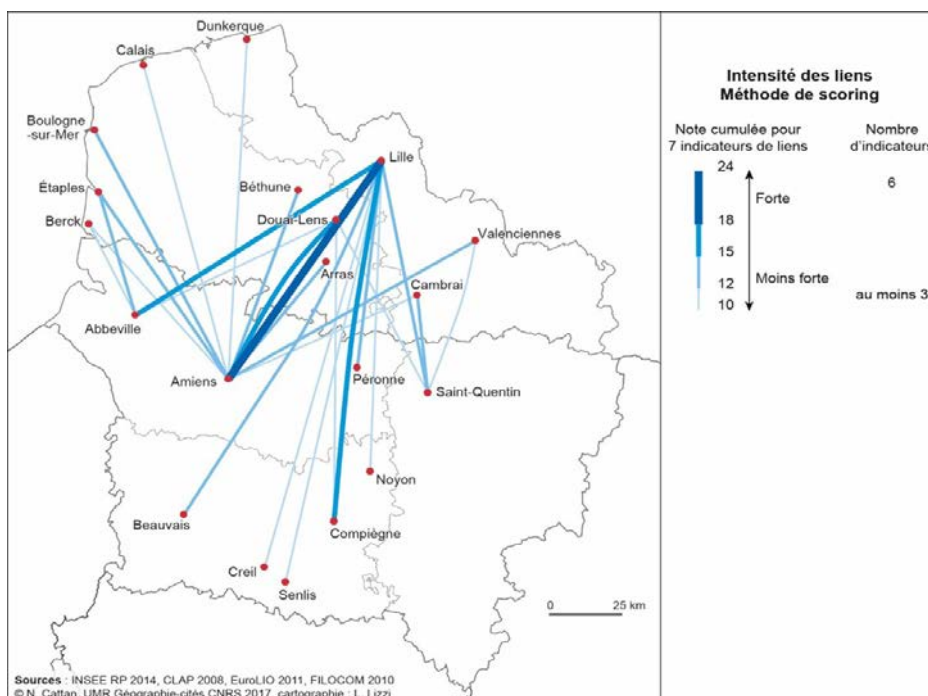 Dunkerque
Calais
Boulogne
-sur-Mer
Lille
Étaples
Béthune
Berck
Douai-Lens
Valenciennes
Arras
Cambrai
Abbeville
Amiens
Péronne
Saint-Quentin
Noyon
Beauvais
Compiègne
Creil
Senlis
0 25 km
Sources : INSEE RP 2014, CLAP 2008, EuroLIO 2011, FILOCOM 2010
© N. Cattan, UMR Géographie-cités CNRS 2017, cartographie : L. Lizzi
Intensité des liens
Méthode de scoring
Note cumulée pour
7 indicateurs de liens
Nombre
d'indicateurs
24
6
Forte
18
15
12
Moins forte
au moins 3
10